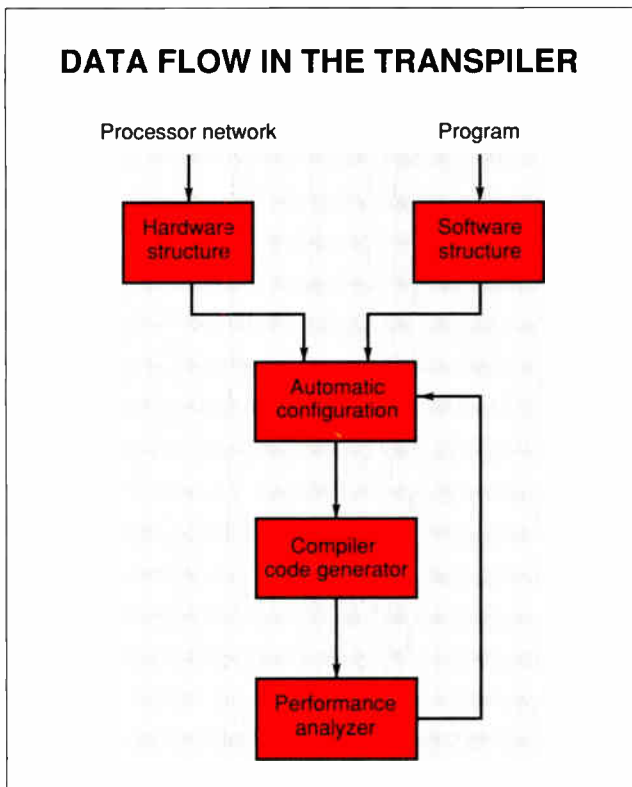 DATA FLOW IN THE TRANSPILER
Processor network
Program
Hardware
structure
Software
structure
Automatic
configuration
Compiler
code generator
Performance
analyzer